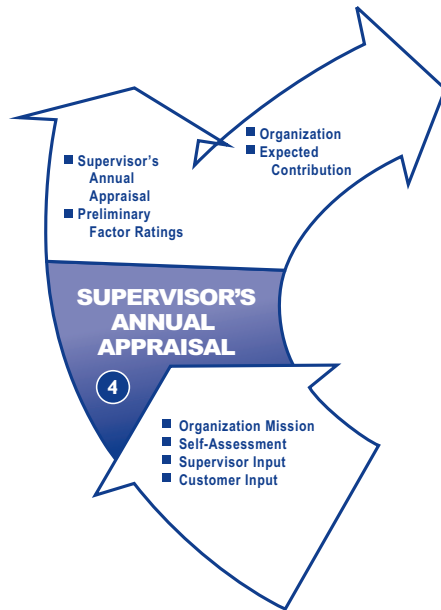 ■ Organization
■ Expected
Contribution
■ Supervisor's
Annual
Appraisal
■ Preliminary
Factor Ratings
SUPERVISOR'S
ANNUAL
APPRAISAL
4
■ Organization Mission
■ Self-Assessment
■ Supervisor Input
■ Customer Input